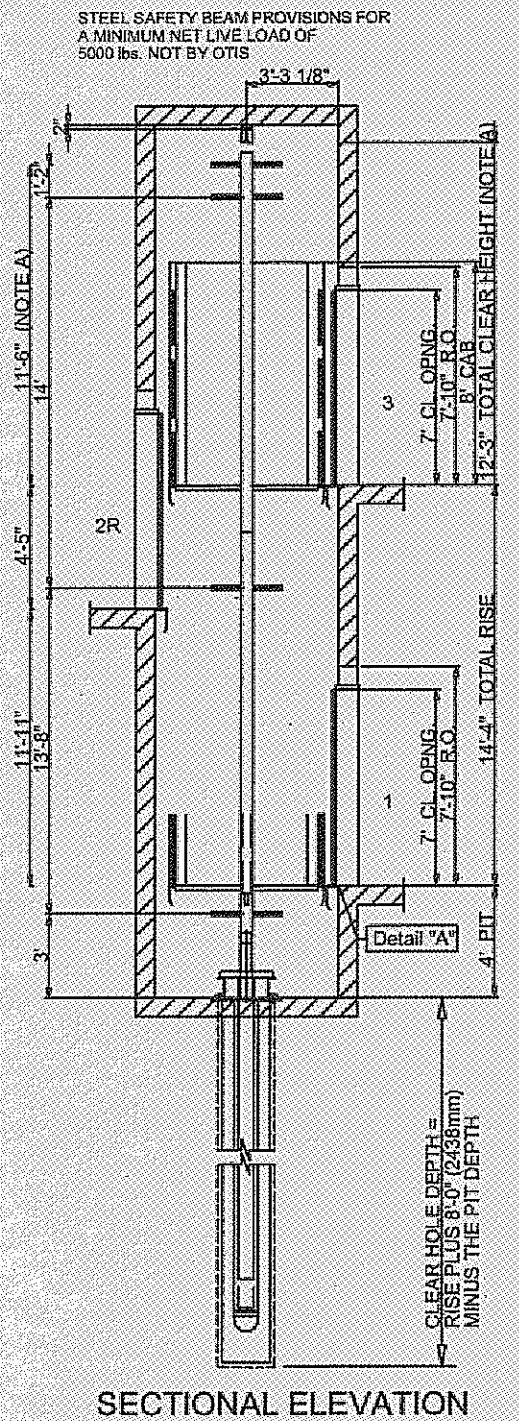 STEEL SAFETY BEAM PROVISIONS FOR
A MINIMUM NET LIVE LOAD OF
5000 lbs. NOT BY OTIS
3'-3 1/8"
2"
1'-2"
11'-6" (NOTE A)
14'
4'-5"
11'-11"
13'-8"
3'
2R
3
7' CL. OPNG.
7'-10" R.O.
8' CAB
12'-3" TOTAL CLEAR HEIGHT (NOTE A)
14'-4" TOTAL RISE
1
7' CL. OPNG.
7'-10" R.O.
Detail "A"
4' PIT
CLEAR HOLE DEPTH =
RISE PLUS 8'-0" (2438mm)
MINUS THE PIT DEPTH
SECTIONAL ELEVATION